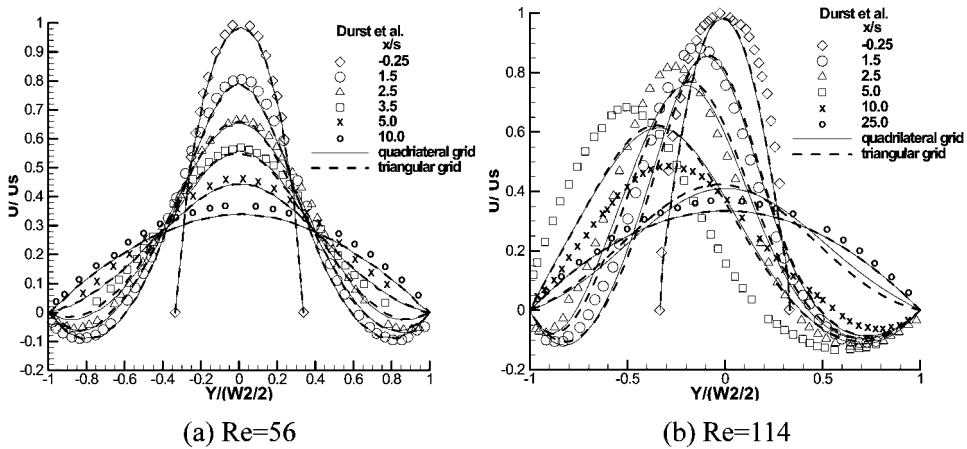 U/ Us
1
0.9
0.8
0.7
0.6
0.5
0.4
0.3
0.2
0.1
0
-0.1
-0.2
-1 -0.8 -0.6 -0.4 -0.2 0 0.2 0.4 0.6 0.8 1
Y/(W2/2)
Durst et al.
x/s
-0.25
1.5
2.5
3.5
5.0
10.0
quadriateral grid
triangular grid
(a) Re=56
U/ Us
1
0.8
0.6
0.4
0.2
0
-0.2
-1 -0.5 0 0.5 1
Y/(W2/2)
Durst et al.
x/s
-0.25
1.5
2.5
5.0
10.0
25.0
quadrilateral grid
triangular grid
(b) Re=114